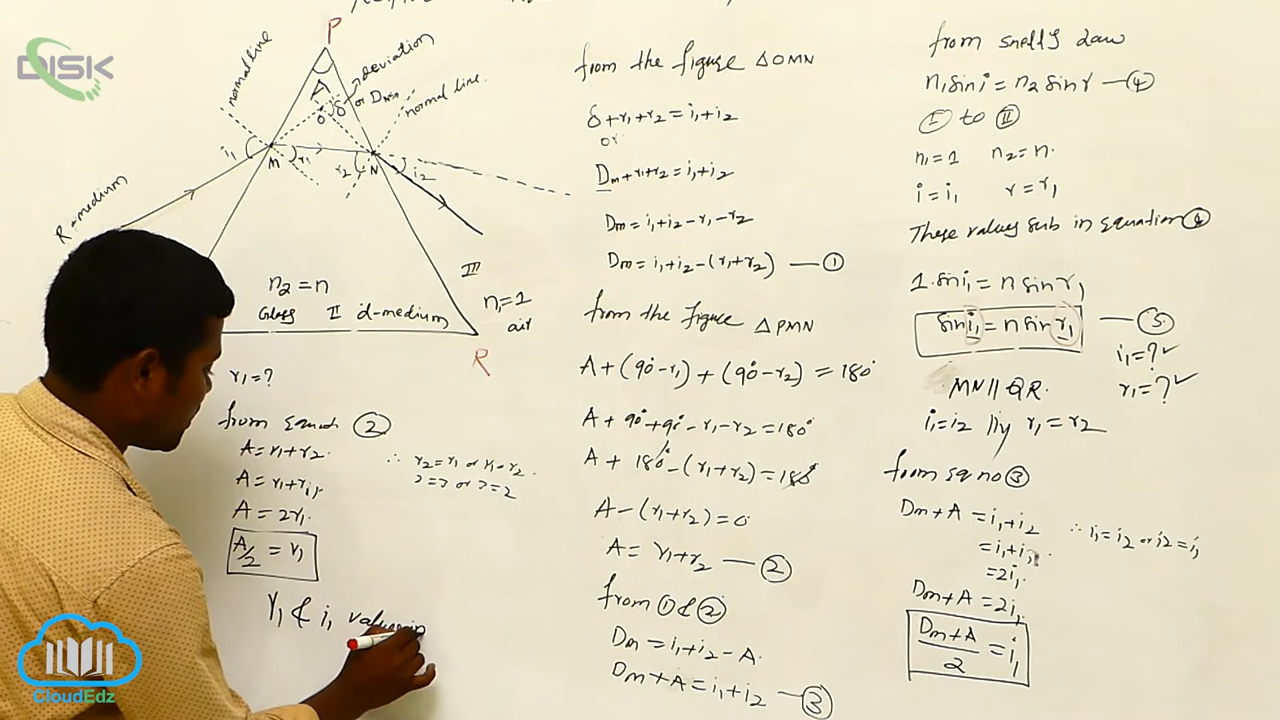 DISK
P
normal line
deviation
or Dmin
normal line.
A
O
δ
i₁
M
r₁
r₂
N
i₂
medium
n₂ = n
Glass II d-medium
III
n₁ = 1
air
R
r₁ = ?
from equat ②
A = r₁ + r₂
A = r₁ + r₁
A = 2r₁
A/2 = r₁
∴ r₂ = r₁ or r₁ = r₂
r₁ & i₁ values in
from the figure △OMN
δ + r₁ + r₂ = i₁ + i₂
or
Dm + r₁ + r₂ = i₁ + i₂
Dm = i₁ + i₂ - r₁ - r₂
Dm = i₁ + i₂ - (r₁ + r₂) — ①
from the figure △PMN
A + (90° - r₁) + (90° - r₂) = 180°
A + 90° + 90° - r₁ - r₂ = 180°
A + 180° - (r₁ + r₂) = 180°
A - (r₁ + r₂) = 0
A = r₁ + r₂ — ②
from ① & ②
Dm = i₁ + i₂ - A.
Dm + A = i₁ + i₂ — ③
from snell's Law
n₁ sin i = n₂ sin r — ④
Ⓘ to Ⓘⓘ
n₁ = 1 n₂ = n.
i = i₁ r = r₁
These values sub in equation ④
1. sin i₁ = n sin r₁
sin i₁ = n sin r₁ — ⑤
i₁ = ? ✓
r₁ = ? ✓
MN || QR.
i₁ = i₂ lly r₁ = r₂
from eq no ③
Dm + A = i₁ + i₂ ∴ i₁ = i₂ or i₂ = i₁
= i₁ + i₁
= 2i₁
Dm + A = 2i₁
Dm + A/2 = i₁
CloudEdz